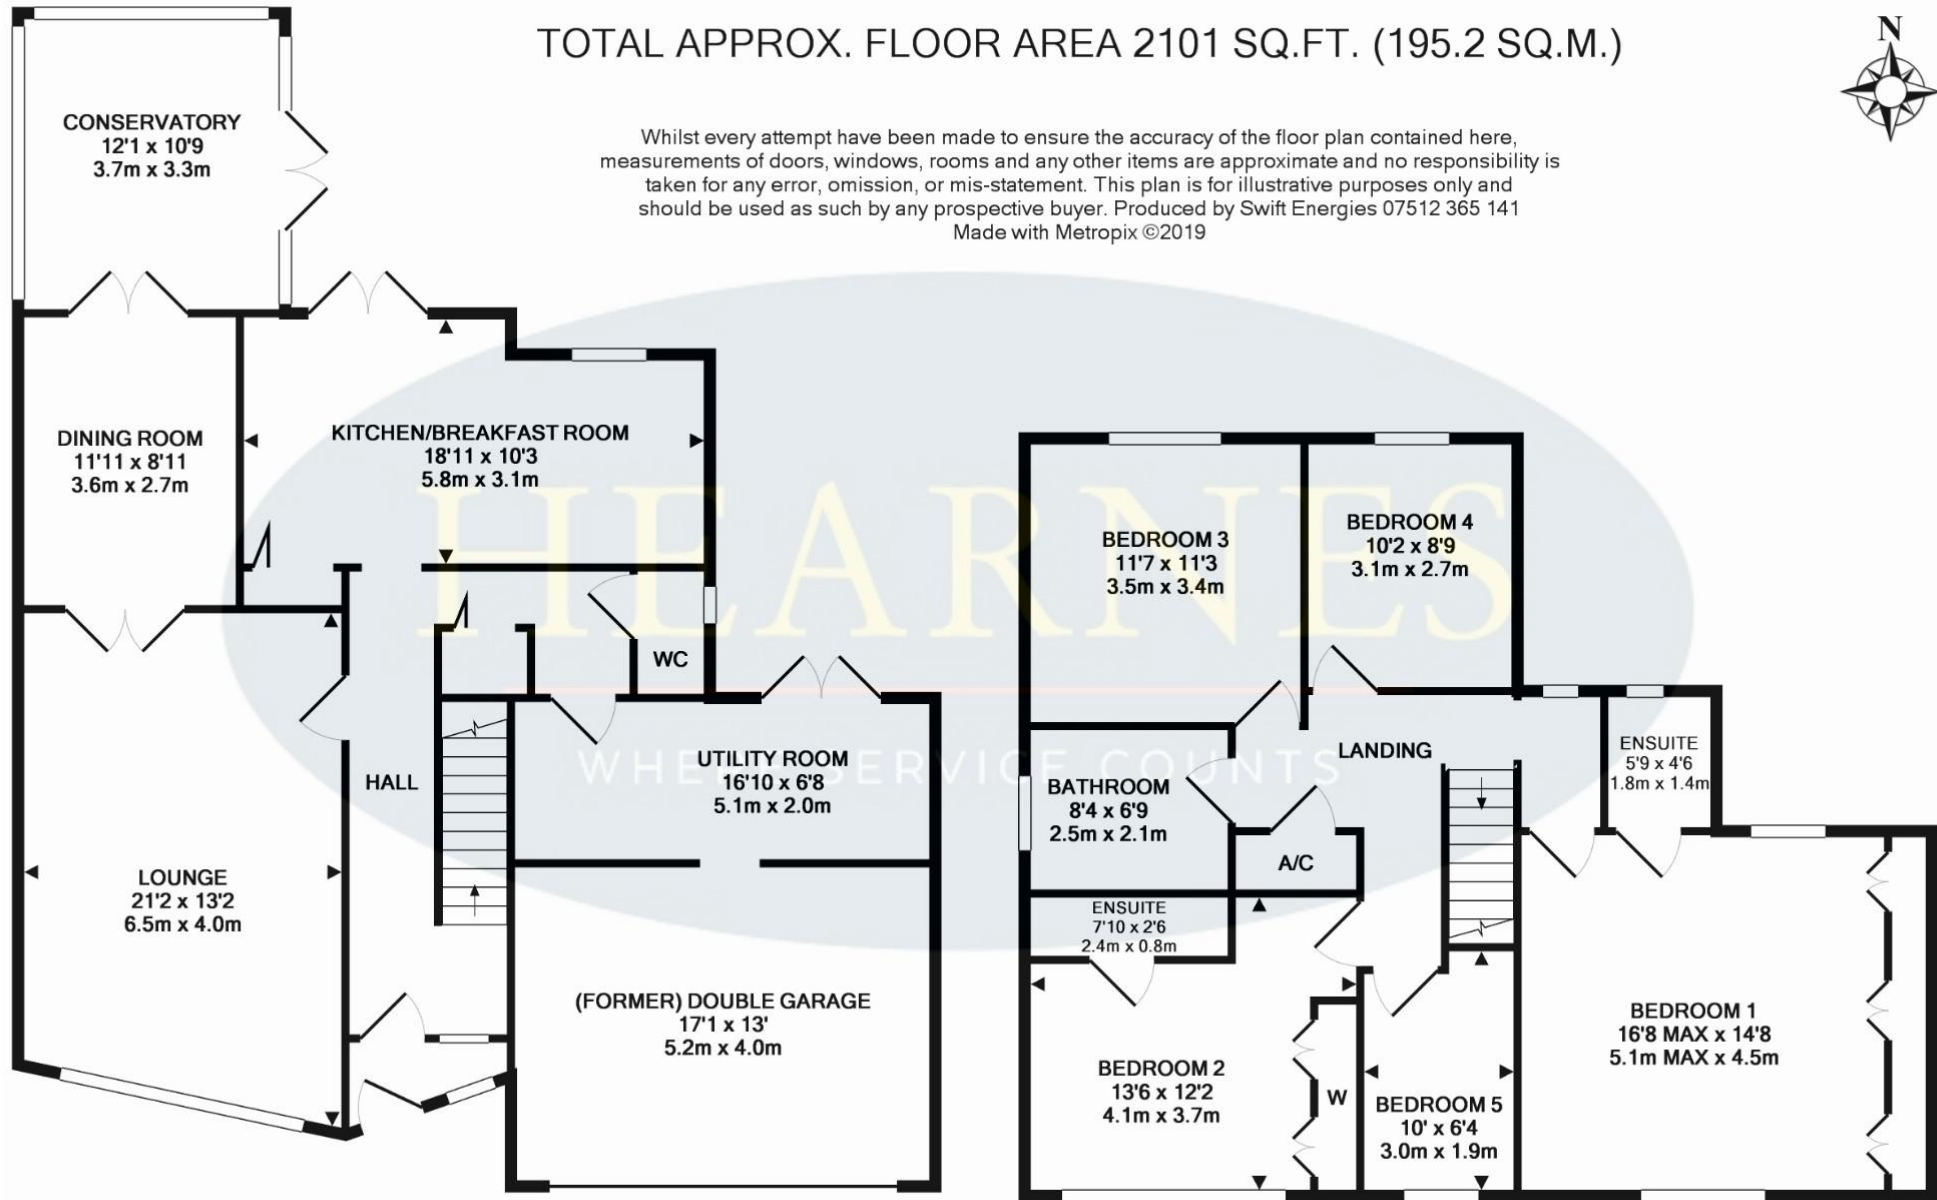 TOTAL APPROX. FLOOR AREA 2101 SQ.FT. (195.2 SQ.M.)
N
Whilst every attempt have been made to ensure the accuracy of the floor plan contained here,
measurements of doors, windows, rooms and any other items are approximate and no responsibility is
taken for any error, omission, or mis-statement. This plan is for illustrative purposes only and
should be used as such by any prospective buyer. Produced by Swift Energies 07512 365 141
Made with Metropix ©2019
CONSERVATORY
12'1 x 10'9
3.7m x 3.3m
DINING ROOM
11'11 x 8'11
3.6m x 2.7m
KITCHEN/BREAKFAST ROOM
18'11 x 10'3
5.8m x 3.1m
HEARNES
WHERE SERVICE COUNTS
WC
HALL
UTILITY ROOM
16'10 x 6'8
5.1m x 2.0m
LOUNGE
21'2 x 13'2
6.5m x 4.0m
(FORMER) DOUBLE GARAGE
17'1 x 13'
5.2m x 4.0m
BEDROOM 3
11'7 x 11'3
3.5m x 3.4m
BEDROOM 4
10'2 x 8'9
3.1m x 2.7m
LANDING
ENSUITE
5'9 x 4'6
1.8m x 1.4m
BATHROOM
8'4 x 6'9
2.5m x 2.1m
A/C
ENSUITE
7'10 x 2'6
2.4m x 0.8m
BEDROOM 1
16'8 MAX x 14'8
5.1m MAX x 4.5m
BEDROOM 2
13'6 x 12'2
4.1m x 3.7m
W
BEDROOM 5
10' x 6'4
3.0m x 1.9m